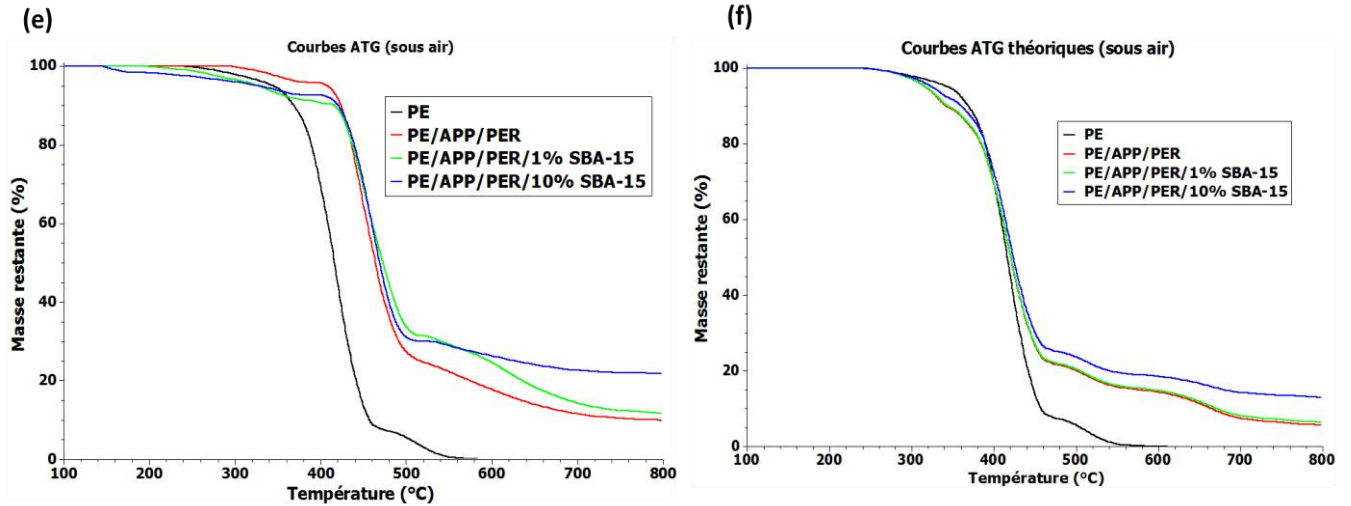 (e)
Courbes ATG (sous air)
100
80
60
40
20
0
Masse restante (%)
PE
PE/APP/PER
PE/APP/PER/1% SBA-15
PE/APP/PER/10% SBA-15
100 200 300 400 500 600 700 800
Température (°C)
(f)
Courbes ATG théoriques (sous air)
100
80
60
40
20
0
Masse restante (%)
PE
PE/APP/PER
PE/APP/PER/1% SBA-15
PE/APP/PER/10% SBA-15
100 200 300 400 500 600 700 800
Température (°C)